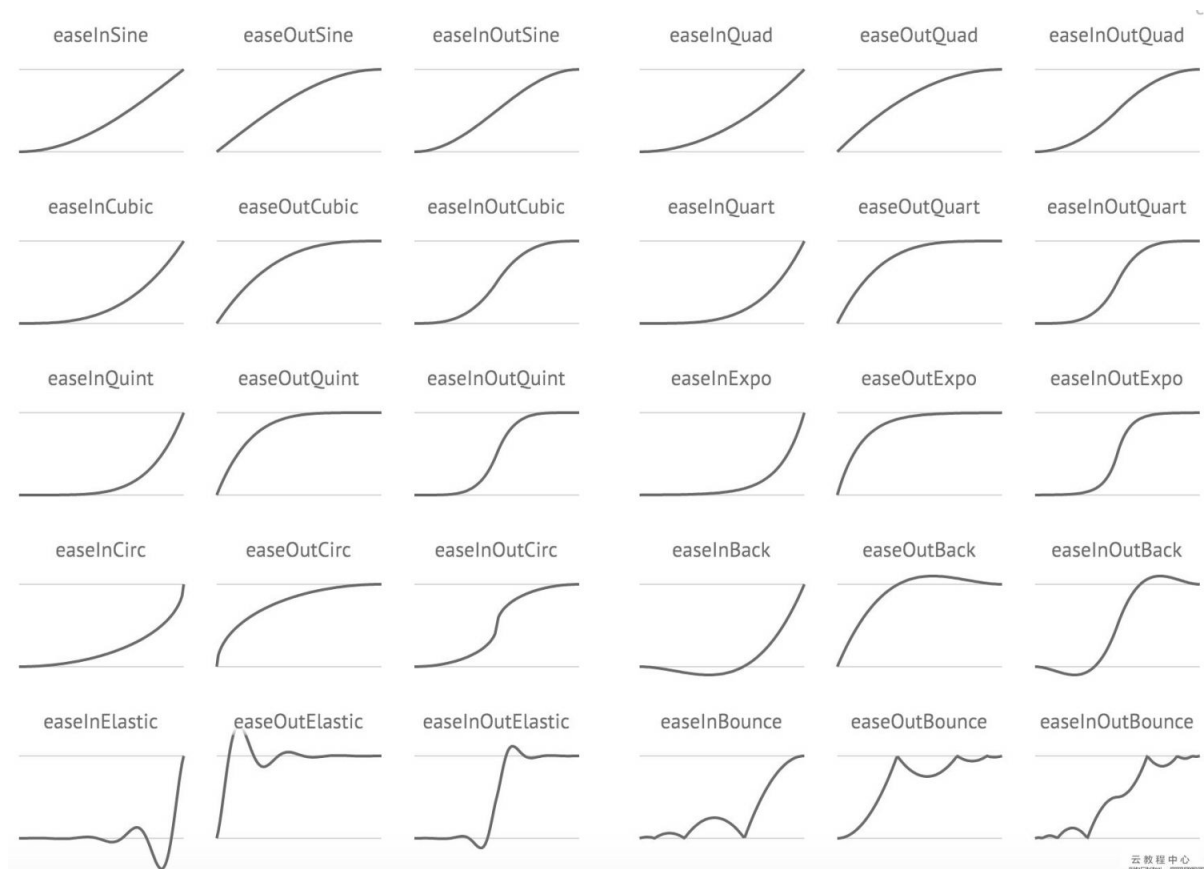 easeInSine easeOutSine easeInOutSine easeInQuad easeOutQuad easeInOutQuad
easeInCubic easeOutCubic easeInOutCubic easeInQuart easeOutQuart easeInOutQuart
easeInQuint easeOutQuint easeInOutQuint easeInExpo easeOutExpo easeInOutExpo
easeInCirc easeOutCirc easeInOutCirc easeInBack easeOutBack easeInOutBack
easeInElastic easeOutElastic easeInOutElastic easeInBounce easeOutBounce easeInOutBounce
云教程中心